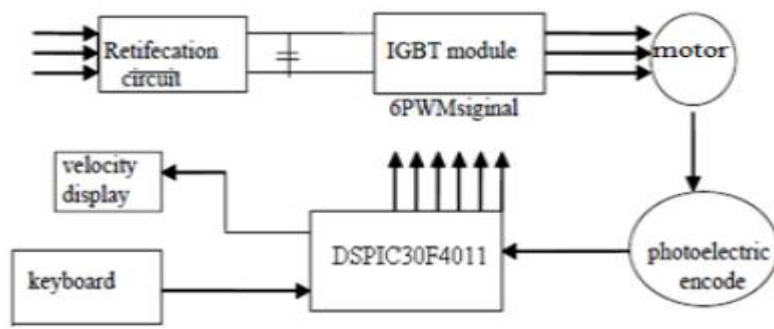 Retifecation
circuit
IGBT module
motor
6PWMsiginal
velocity
display
DSPIC30F4011
keyboard
photoelectric
encode